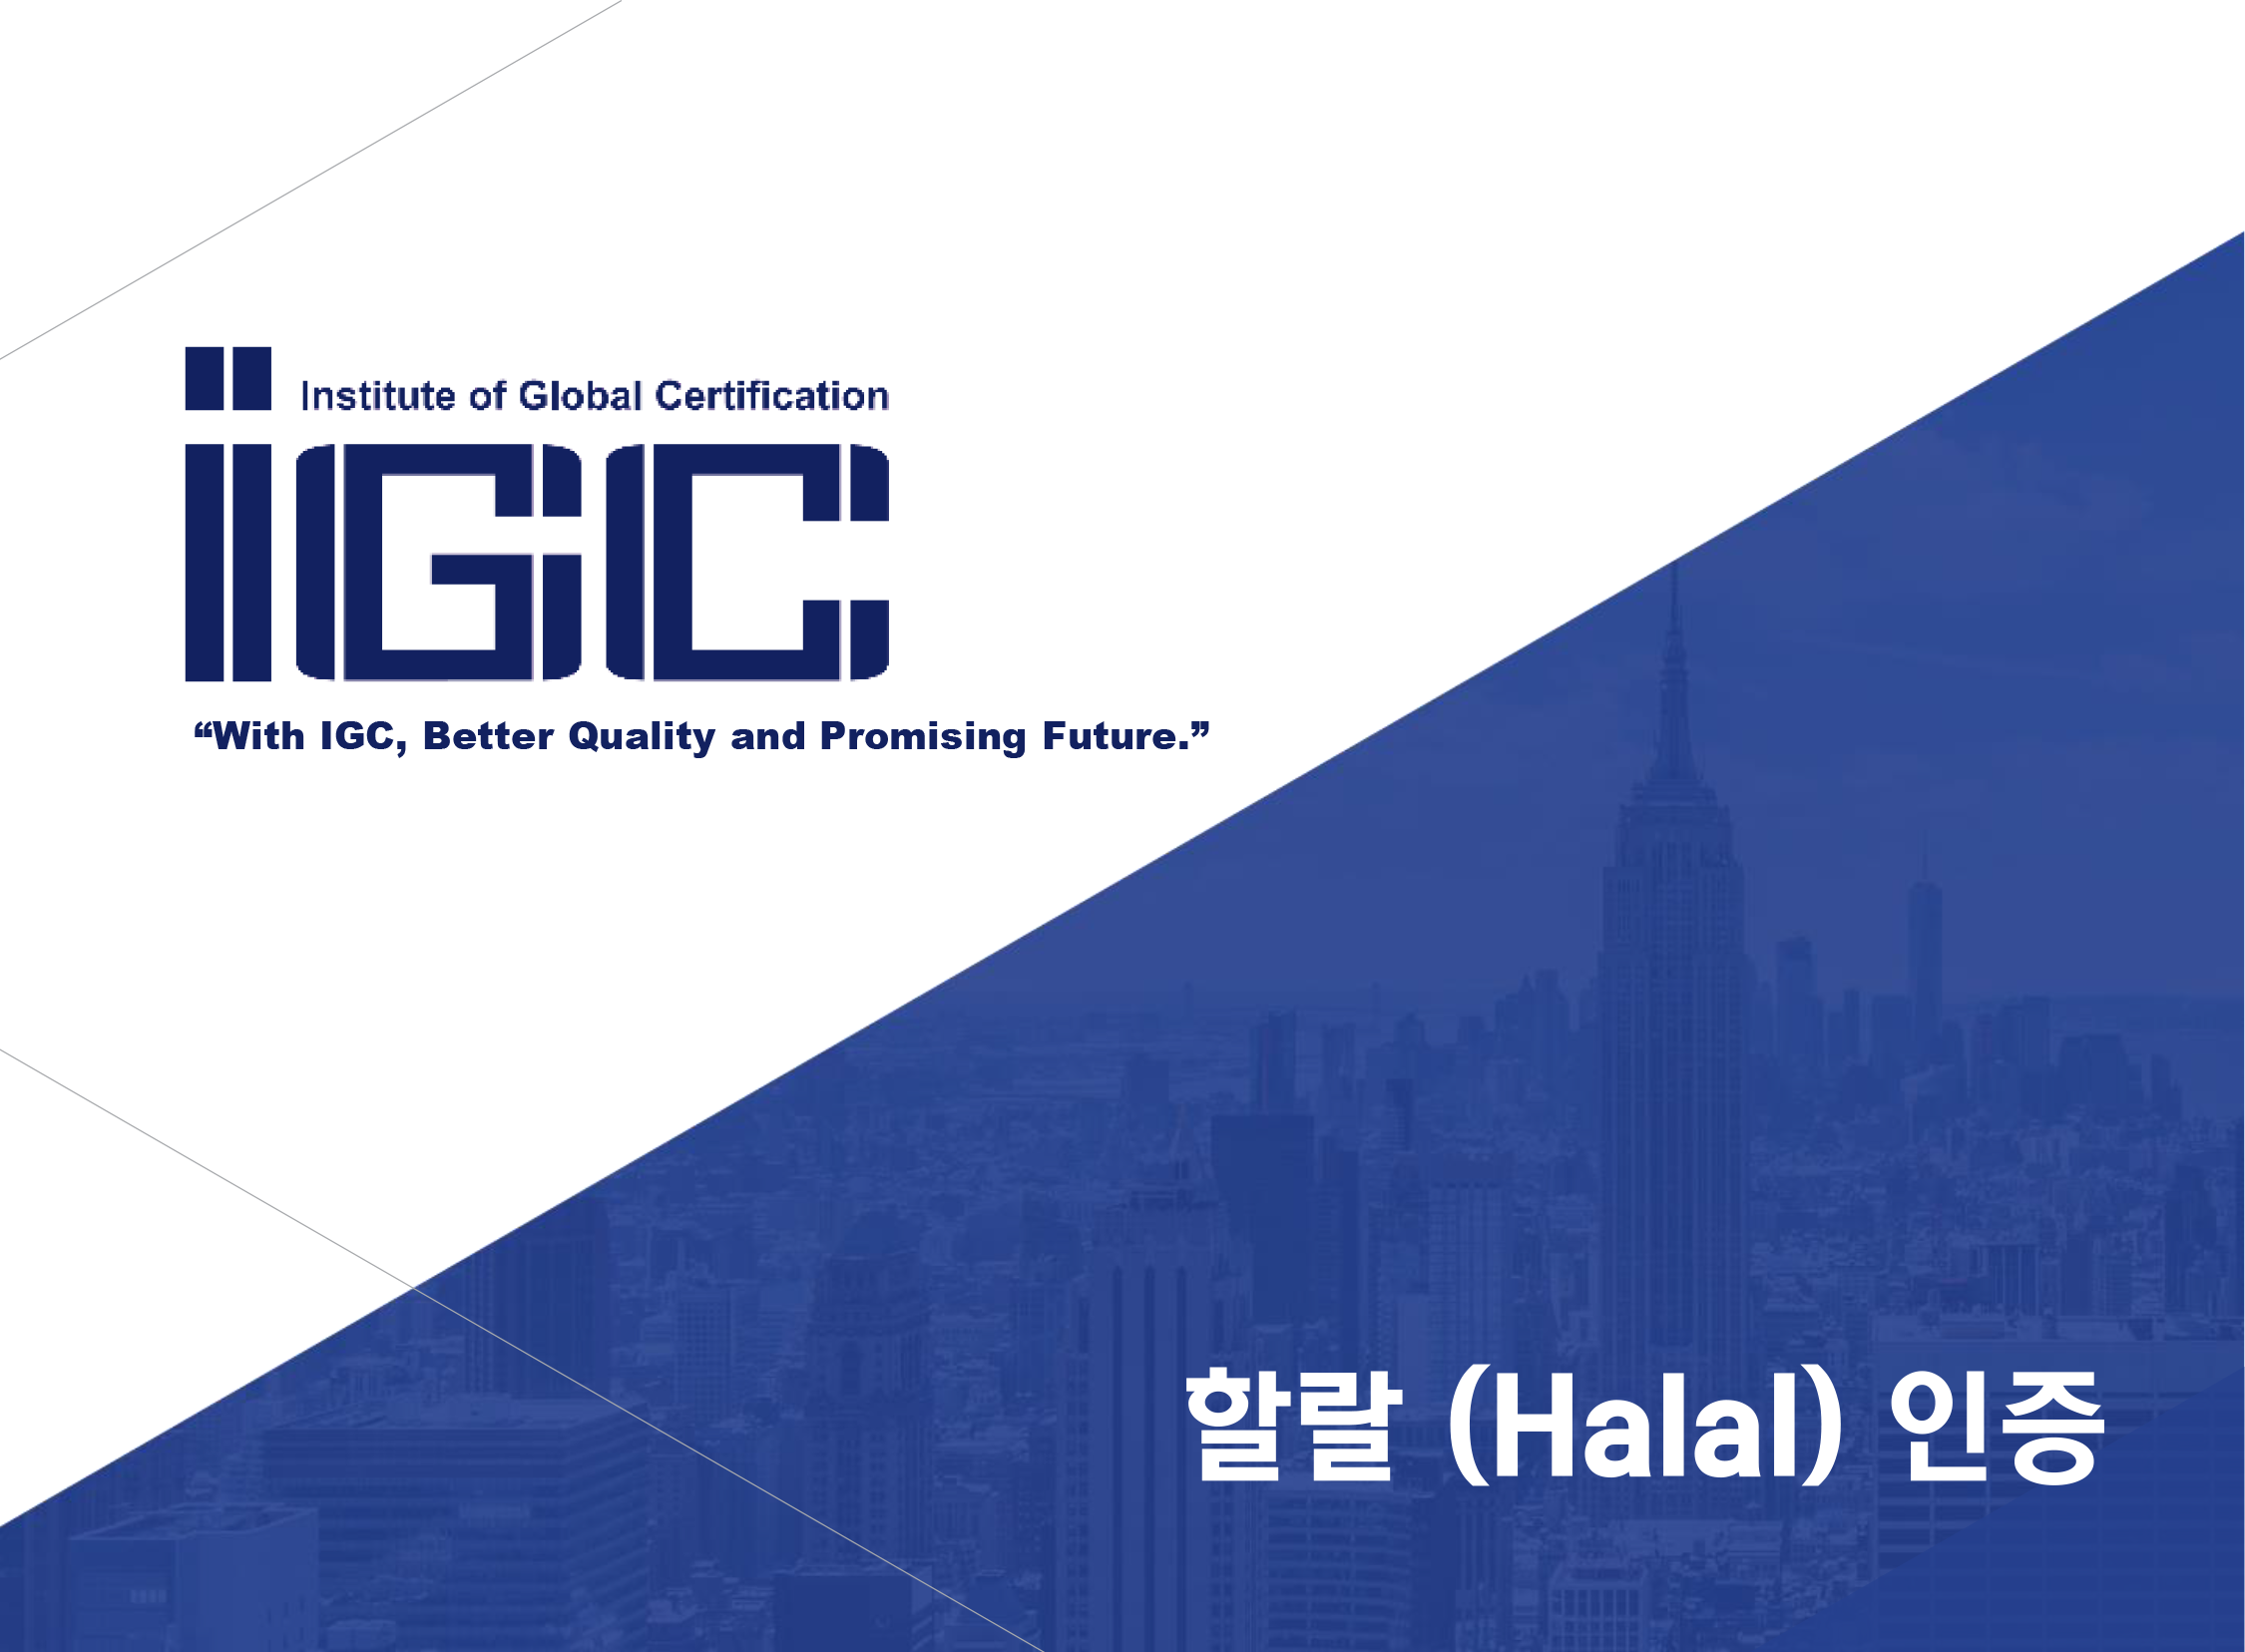 Institute of Global Certification
IGC
“With IGC, Better Quality and Promising Future.”
할랄 (Halal) 인증